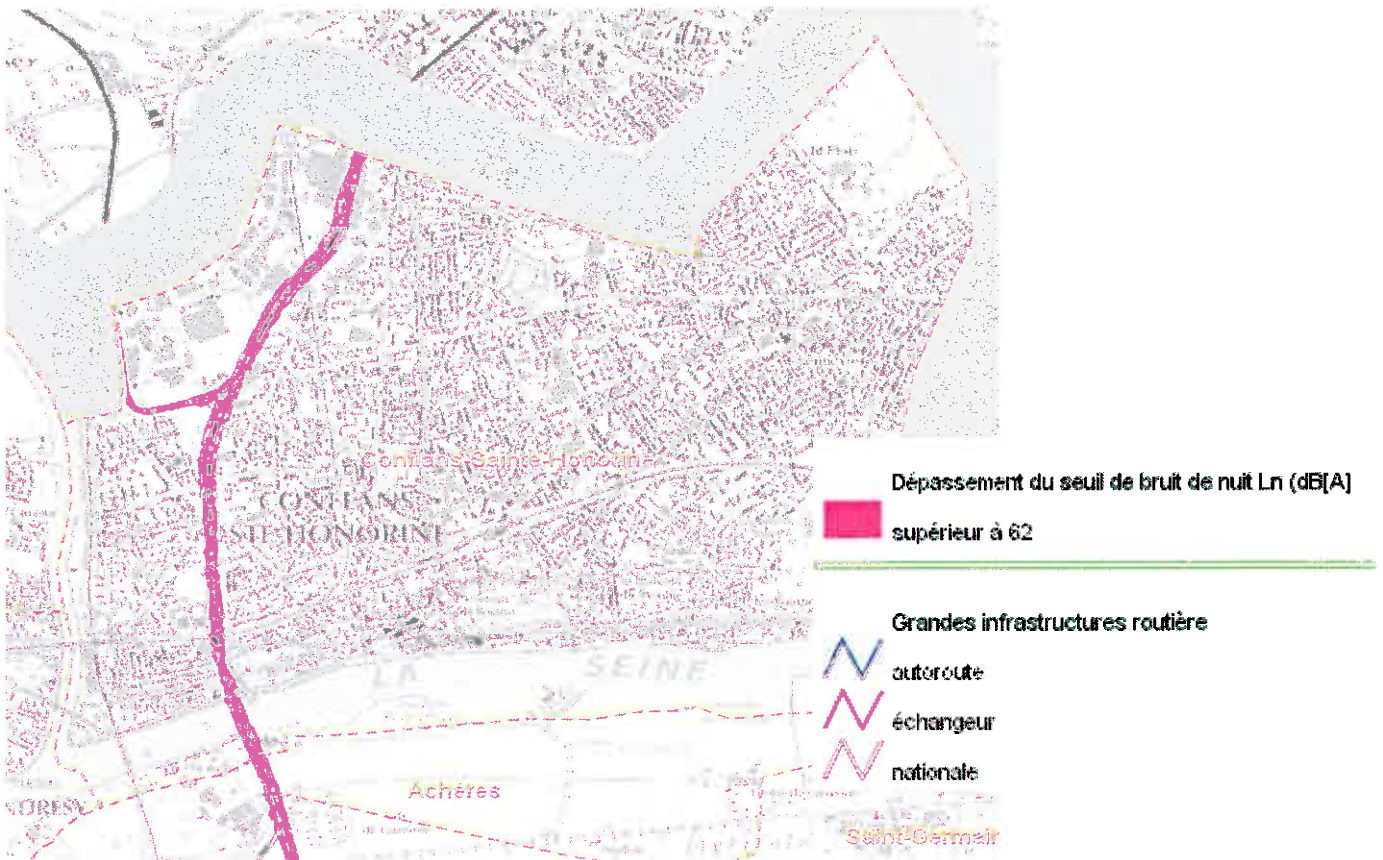 Conflans-Sainte-Honorine
CONFLANS
STE-HONORINE
LA SEINE
Achères
Saint-Germain
Dépassement du seuil de bruit de nuit Ln (dB[A]
supérieur à 62
Grandes infrastructures routière
autoroute
échangeur
nationale